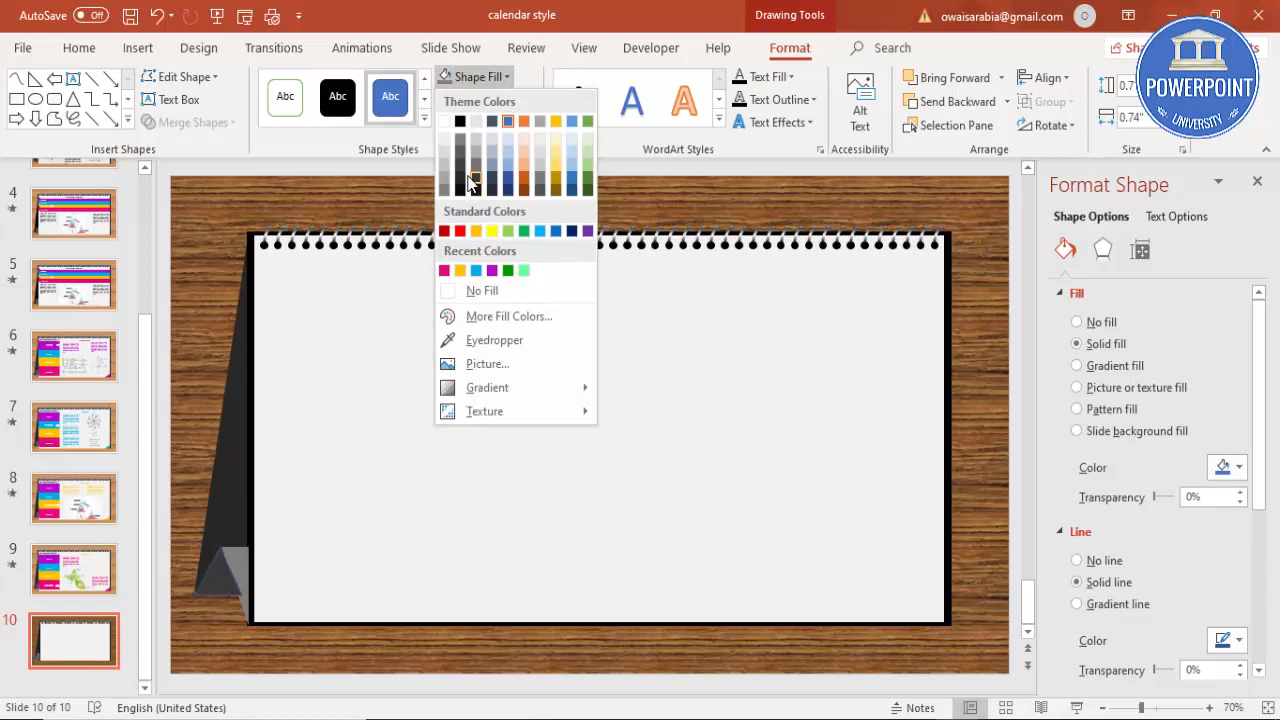 AutoSave Off
calendar style
Drawing Tools
owaisarabia@gmail.com
O
File Home Insert Design Transitions Animations Slide Show Review View Developer Help Format Search
Edit Shape
Text Box
Merge Shapes
Insert Shapes
Abc Abc Abc
Shape Fill
Shape Styles
Theme Colors
Standard Colors
Recent Colors
No Fill
More Fill Colors...
Eyedropper
Picture...
Gradient
Texture
A A
Text Fill
Text Outline
Text Effects
WordArt Styles
Alt
Text
Accessibility
Bring Forward
Send Backward
Selection Pane
Align
Group
Rotate
Arrange
0.74"
POWERPOINT
UNIVERSITY
4
5
6
7
8
9
10
Format Shape
Shape Options Text Options
Fill
No fill
Solid fill
Gradient fill
Picture or texture fill
Pattern fill
Slide background fill
Color
Transparency 0%
Line
No line
Solid line
Gradient line
Color
Transparency 0%
Slide 10 of 10 English (United States) Notes 70%